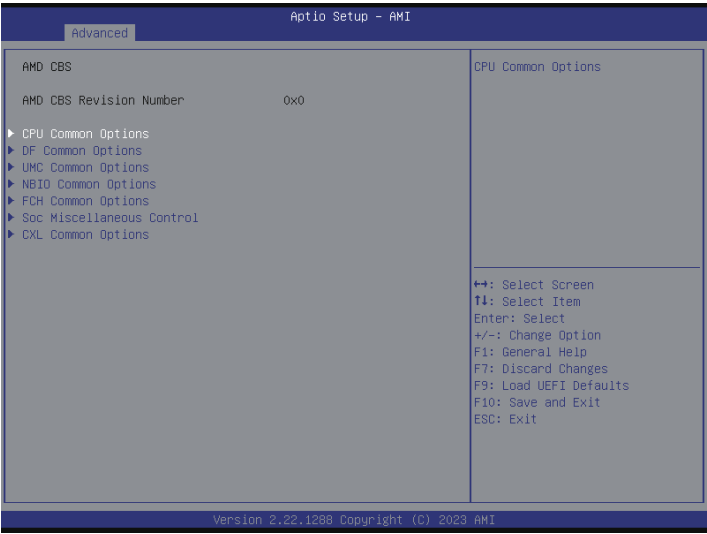 Aptio Setup – AMI
Advanced
AMD CBS
AMD CBS Revision Number 0x0
CPU Common Options
DF Common Options
UMC Common Options
NBIO Common Options
FCH Common Options
Soc Miscellaneous Control
CXL Common Options
CPU Common Options
↔: Select Screen
↑↓: Select Item
Enter: Select
+/-: Change Option
F1: General Help
F7: Discard Changes
F9: Load UEFI Defaults
F10: Save and Exit
ESC: Exit
Version 2.22.1288 Copyright (C) 2023 AMI